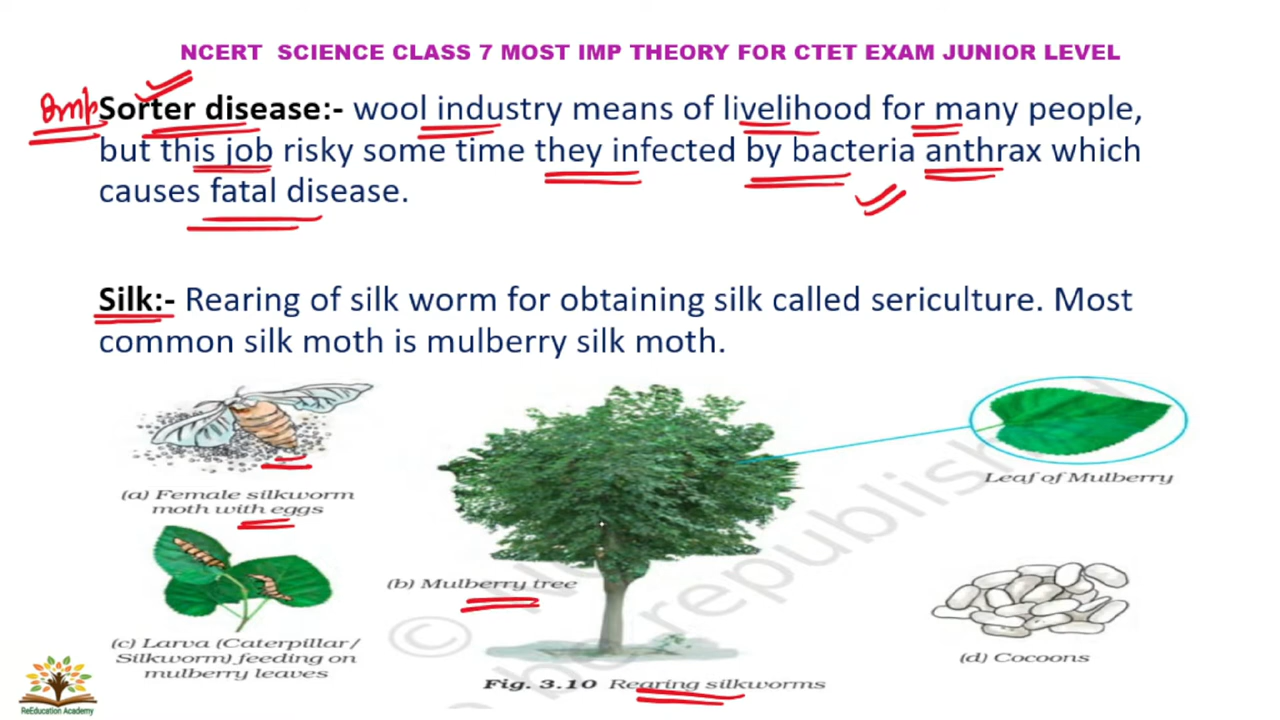 NCERT SCIENCE CLASS 7 MOST IMP THEORY FOR CTET EXAM JUNIOR LEVEL
Imp
Sorter disease:- wool industry means of livelihood for many people,
but this job risky some time they infected by bacteria anthrax which
causes fatal disease.
Silk:- Rearing of silk worm for obtaining silk called sericulture. Most
common silk moth is mulberry silk moth.
(a) Female silkworm
moth with eggs
Leaf of Mulberry
(b) Mulberry tree
(c) Larva (Caterpillar/
Silkworm) feeding on
mulberry leaves
(d) Cocoons
Fig. 3.10 Rearing silkworms
ReEducation Academy